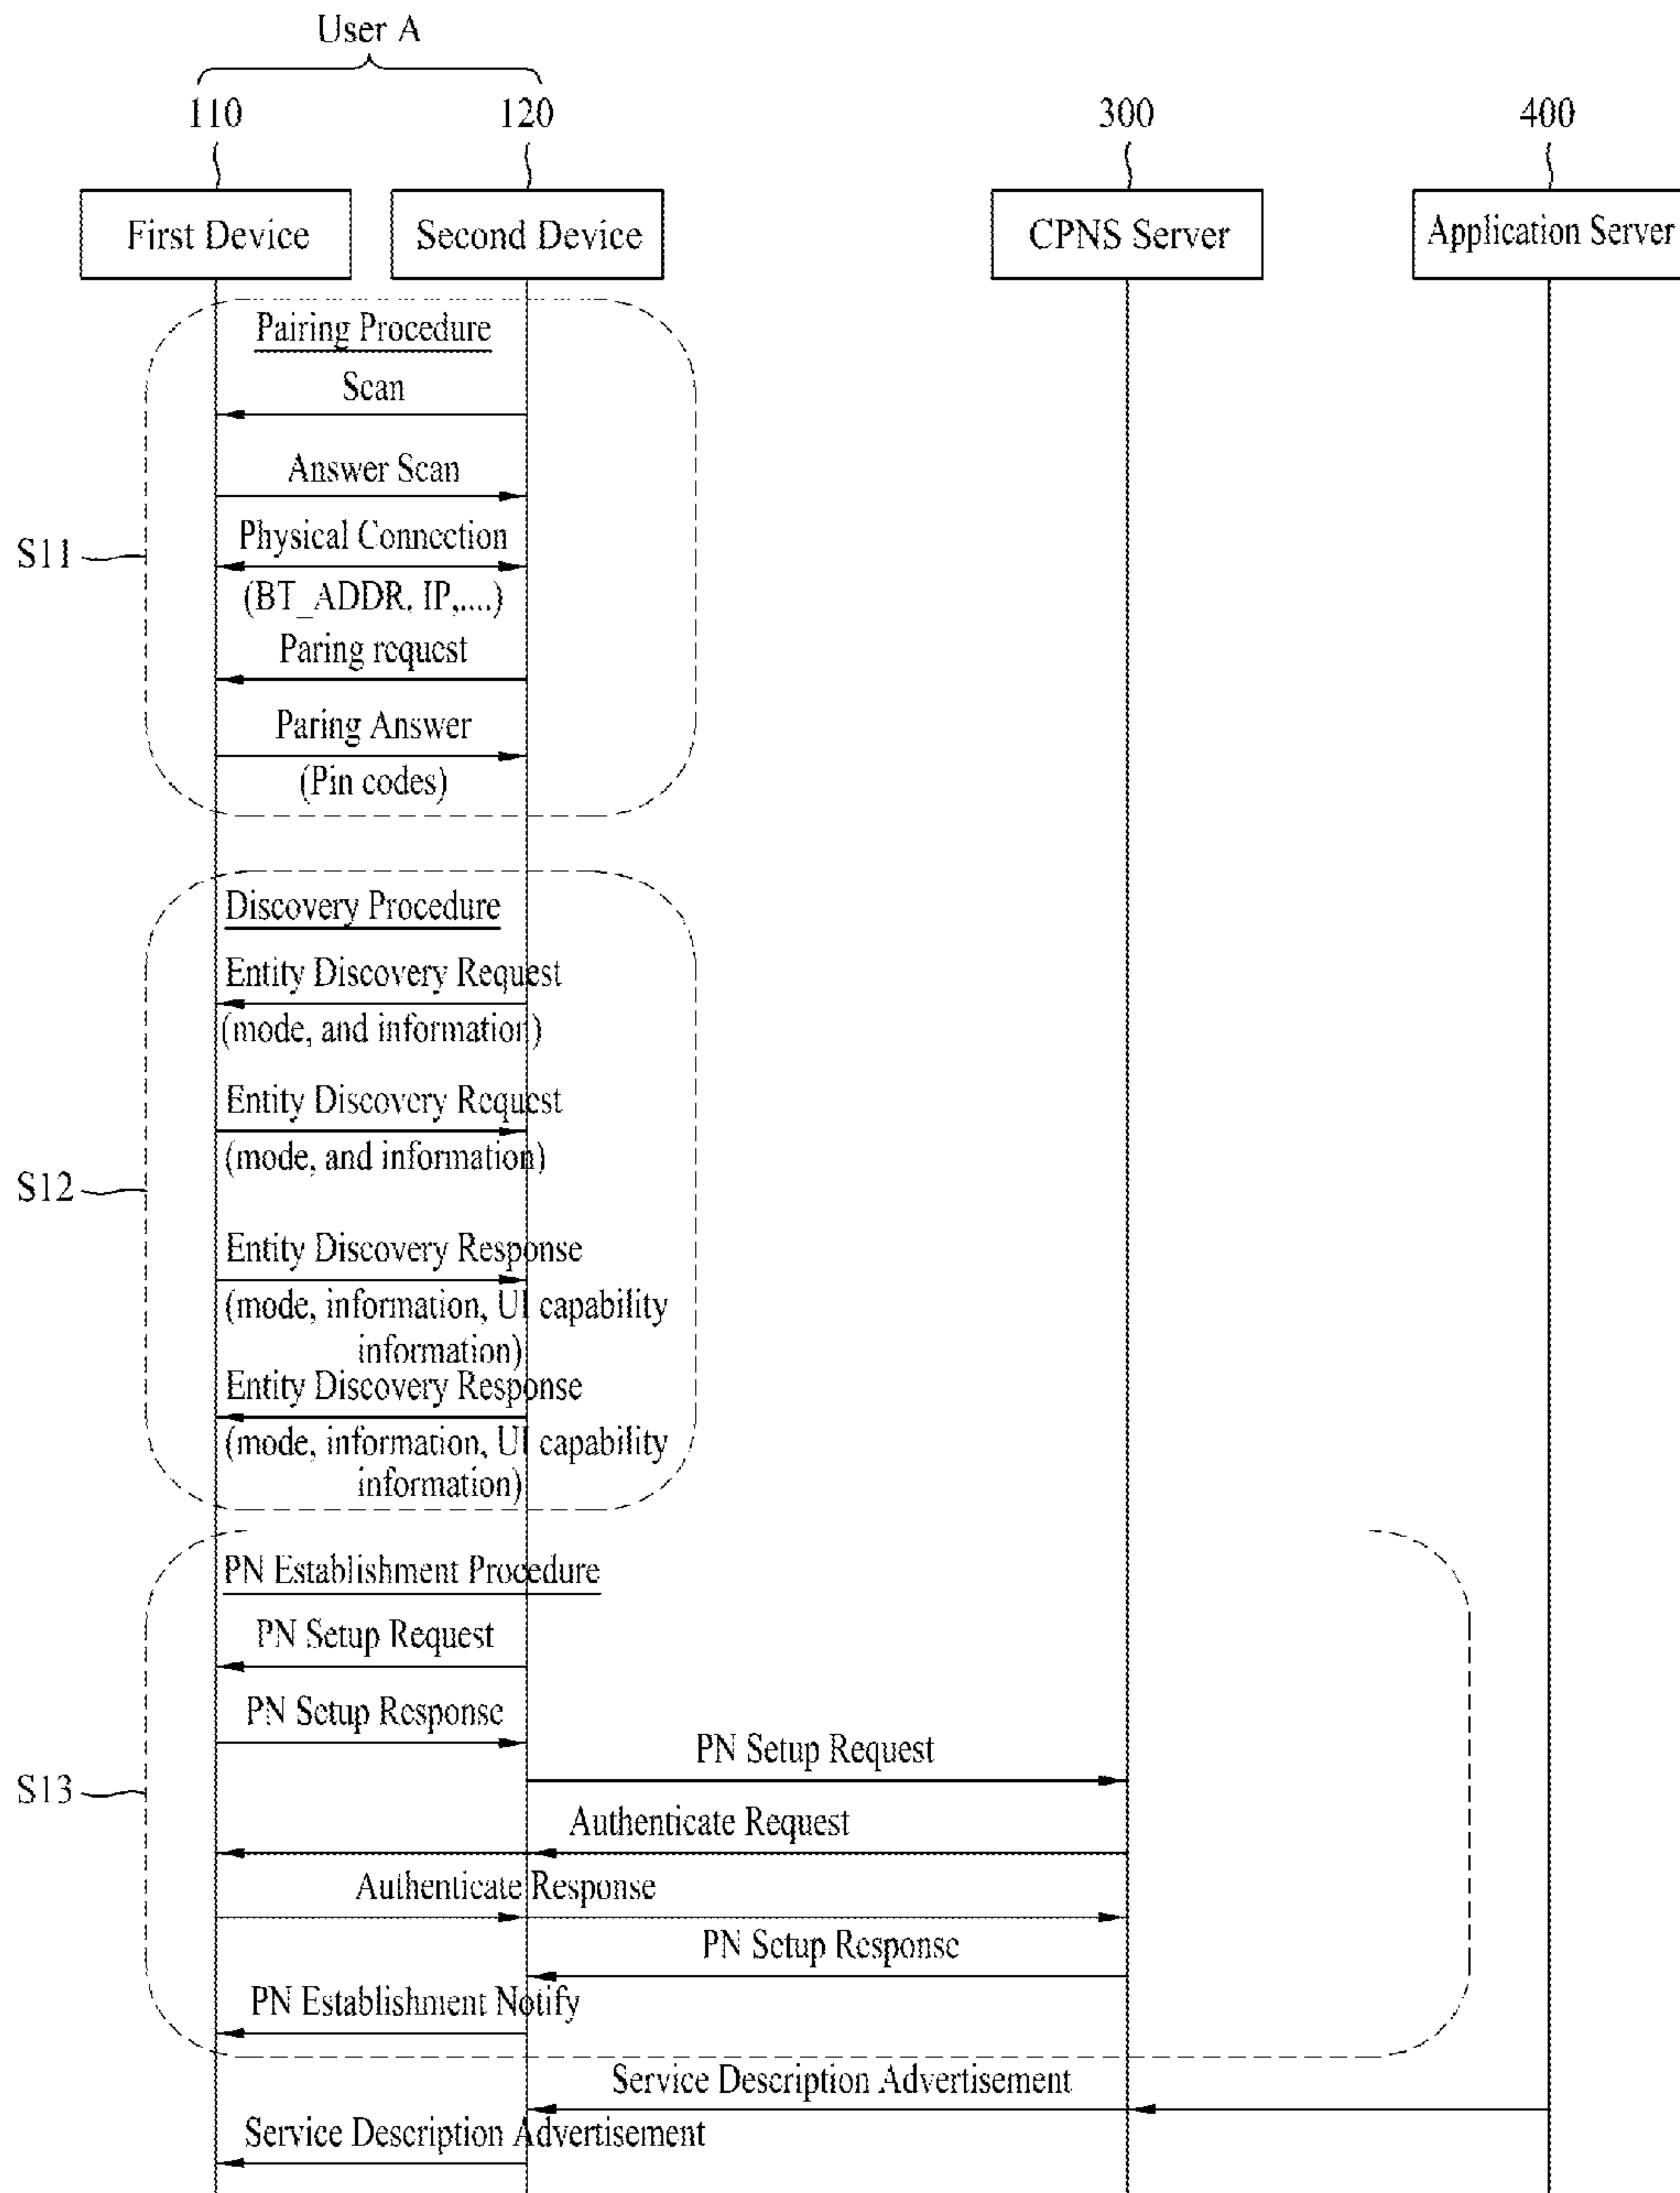 User A
110
120
300
400
First Device
Second Device
CPNS Server
Application Server
Pairing Procedure
Scan
Answer Scan
Physical Connection
(BT_ADDR, IP,....)
Paring request
Paring Answer
(Pin codes)
S11
Discovery Procedure
Entity Discovery Request
(mode, and information)
Entity Discovery Request
(mode, and information)
S12
Entity Discovery Response
(mode, information, UI capability
information)
Entity Discovery Response
(mode, information, UI capability
information)
PN Establishment Procedure
PN Setup Request
PN Setup Response
PN Setup Request
S13
Authenticate Request
Authenticate Response
PN Setup Response
PN Establishment Notify
Service Description Advertisement
Service Description Advertisement